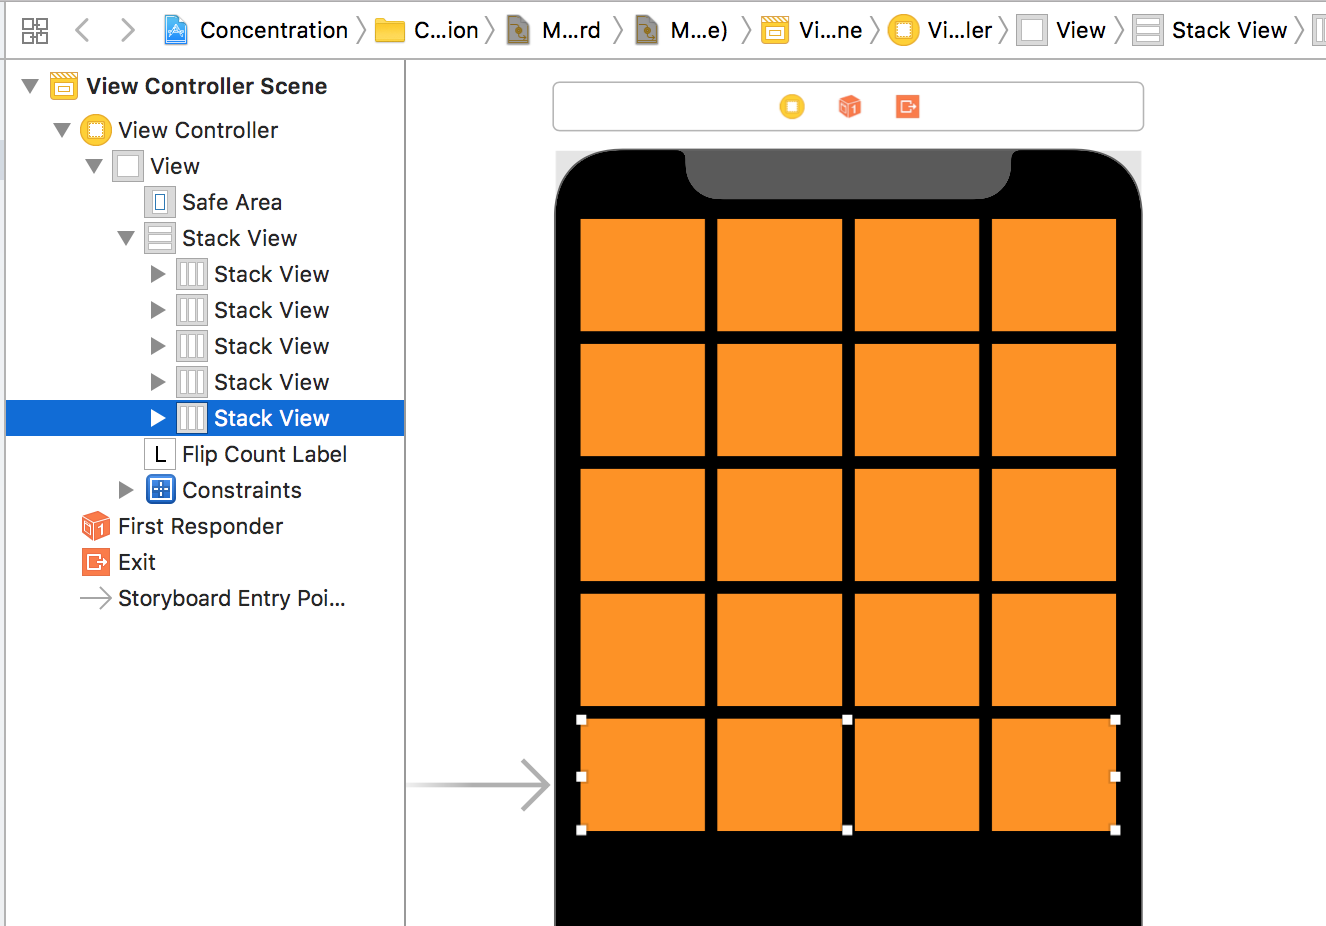 Concentration C...ion M...rd M...e) Vi...ne Vi...ler View Stack View
View Controller Scene
View Controller
View
Safe Area
Stack View
Stack View
Stack View
Stack View
Stack View
Stack View
L Flip Count Label
Constraints
First Responder
Exit
Storyboard Entry Poi...